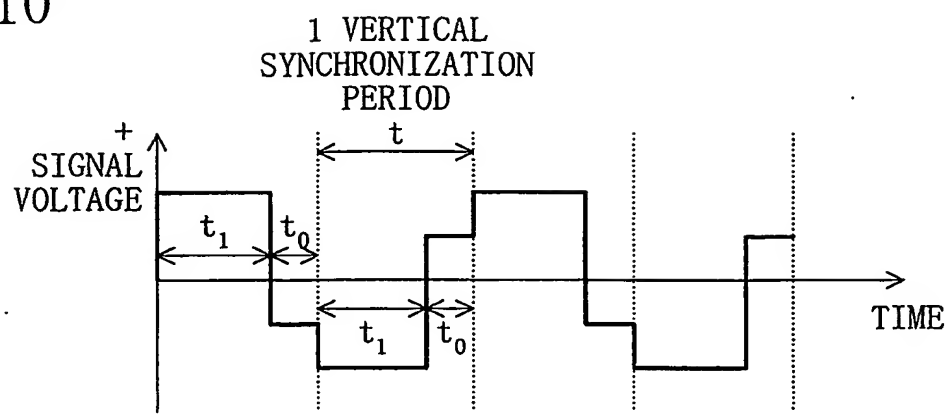 10
1 VERTICAL
SYNCHRONIZATION
PERIOD
t
+
SIGNAL
VOLTAGE
t₁
t₀
t₁
t₀
TIME